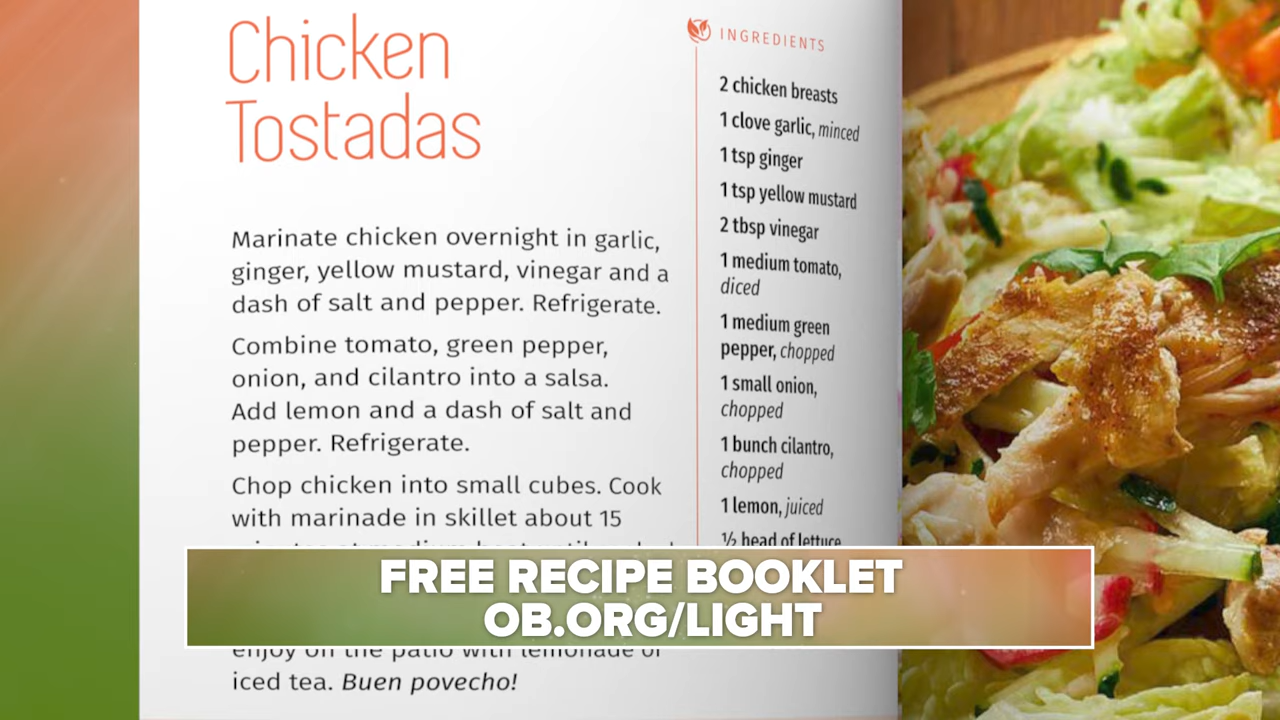 Chicken
Tostadas
Marinate chicken overnight in garlic,
ginger, yellow mustard, vinegar and a
dash of salt and pepper. Refrigerate.
Combine tomato, green pepper,
onion, and cilantro into a salsa.
Add lemon and a dash of salt and
pepper. Refrigerate.
Chop chicken into small cubes. Cook
with marinade in skillet about 15
enjoy on the patio with lemonade or
iced tea. Buen povecho!
INGREDIENTS
2 chicken breasts
1 clove garlic, minced
1 tsp ginger
1 tsp yellow mustard
2 tbsp vinegar
1 medium tomato,
diced
1 medium green
pepper, chopped
1 small onion,
chopped
1 bunch cilantro,
chopped
1 lemon, juiced
½ head of lettuce
FREE RECIPE BOOKLET
OB.ORG/LIGHT